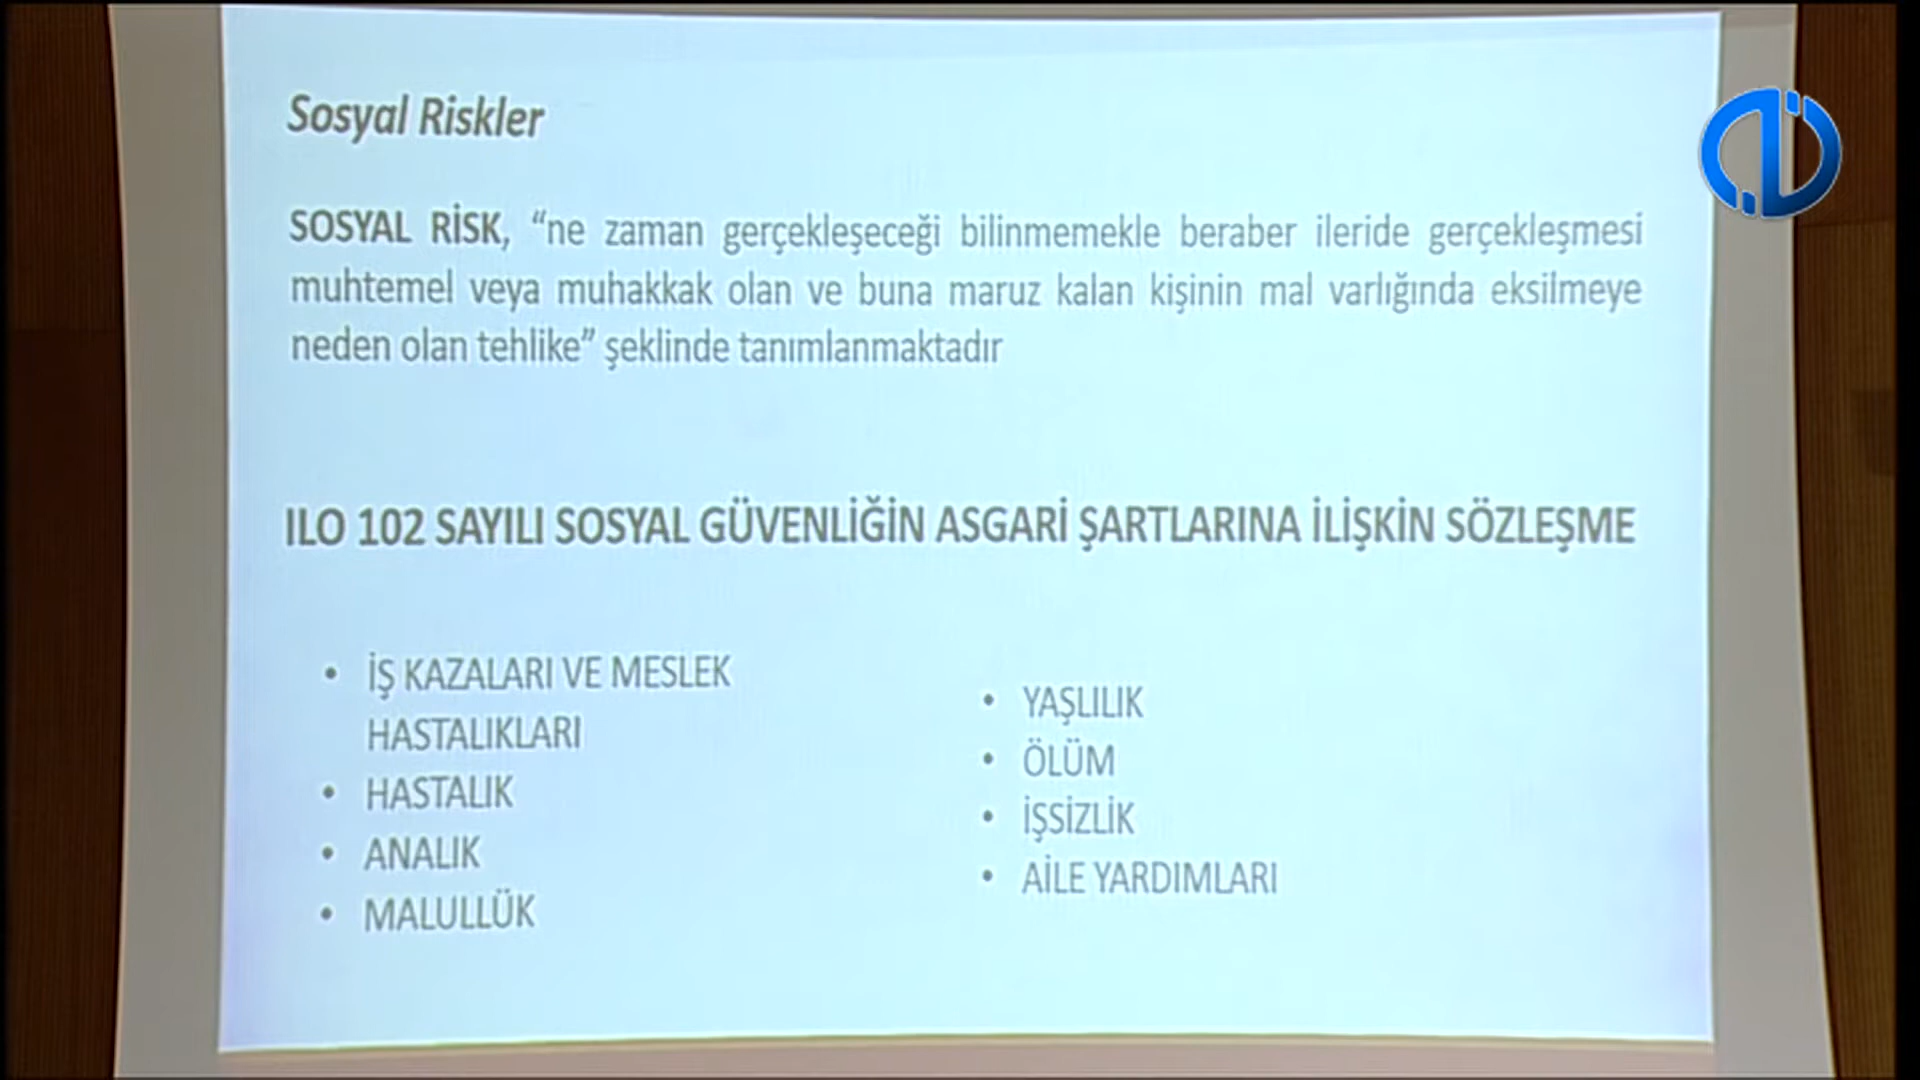 Sosyal Riskler
SOSYAL RİSK, “ne zaman gerçekleşeceği bilinmemekle beraber ileride gerçekleşmesi
muhtemel veya muhakkak olan ve buna maruz kalan kişinin mal varlığında eksilmeye
neden olan tehlike” şeklinde tanımlanmaktadır
ILO 102 SAYILI SOSYAL GÜVENLİĞİN ASGARİ ŞARTLARINA İLİŞKİN SÖZLEŞME
• İŞ KAZALARI VE MESLEK
HASTALIKLARI
• HASTALIK
• ANALIK
• MALULLÜK
• YAŞLILIK
• ÖLÜM
• İŞSİZLİK
• AİLE YARDIMLARI